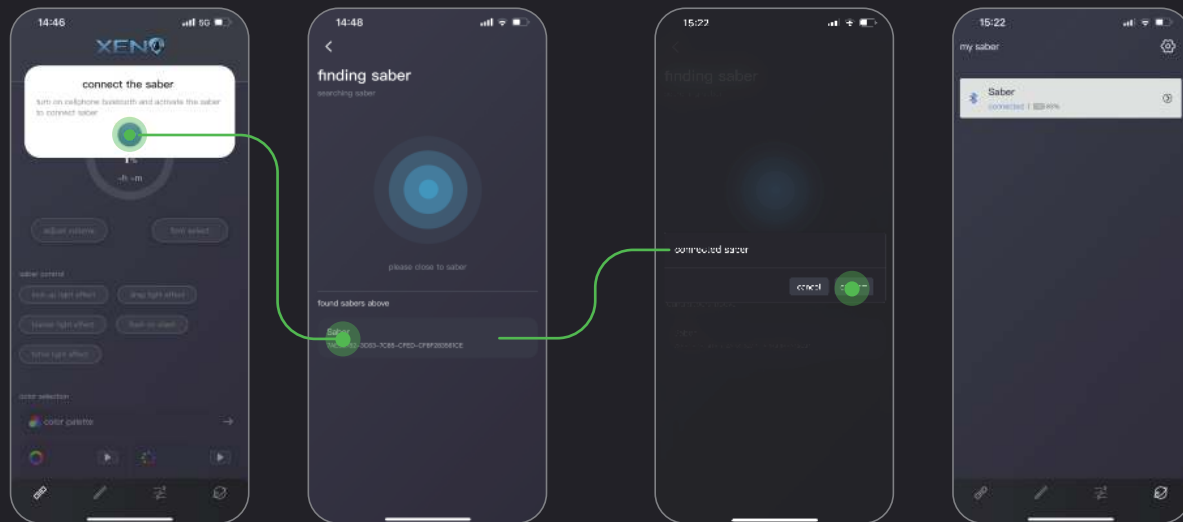 14:46
5G
XENO
connect the saber
turn on cellphone bluetooth and activate the saber
to connect saber
1%
-h -m
adjust volume
font select
saber control
lock up light effect
drag light effect
blaster light effect
force light effect
color selection
color palette
14:48
finding saber
searching saber
please close to saber
found sabers above
Saber
15:22
finding saber
connected saber
cancel
15:22
my saber
Saber
connected